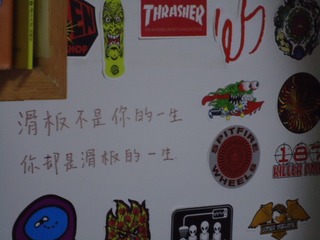 THRASHER
SHOP
滑板不是你的一生
你却是滑板的一生
SPITFIRE
WHEELS
187
KILLER PADS